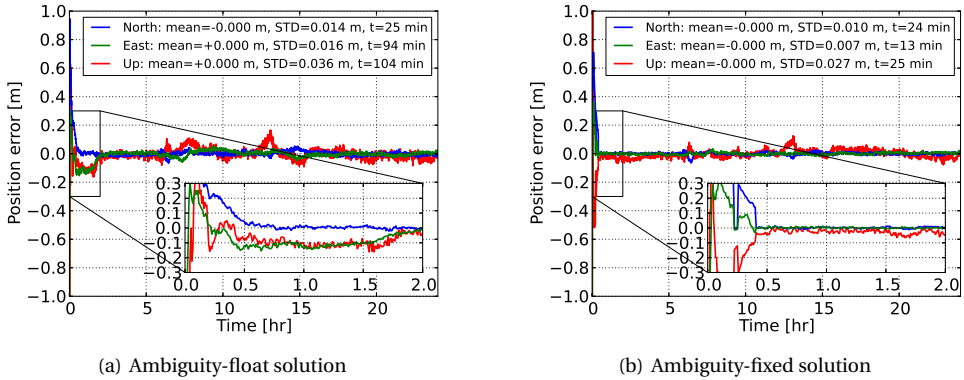 North: mean=-0.000 m, STD=0.014 m, t=25 min
East: mean=+0.000 m, STD=0.016 m, t=94 min
Up: mean=+0.000 m, STD=0.036 m, t=104 min
Position error [m]
1.0
0.8
0.6
0.4
0.2
0.0
−0.2
−0.4
−0.6
−0.8
−1.0
0.3
0.2
0.1
0.0
−0.1
−0.2
−0.3
0.0 0.5 1.0 1.5 2.0
0 5 10 15 20
Time [hr]
(a) Ambiguity-float solution
North: mean=-0.000 m, STD=0.010 m, t=24 min
East: mean=-0.000 m, STD=0.007 m, t=13 min
Up: mean=-0.000 m, STD=0.027 m, t=25 min
Position error [m]
1.0
0.8
0.6
0.4
0.2
0.0
−0.2
−0.4
−0.6
−0.8
−1.0
0.3
0.2
0.1
0.0
−0.1
−0.2
−0.3
0.0 0.5 1.0 1.5 2.0
0 5 10 15 20
Time [hr]
(b) Ambiguity-fixed solution